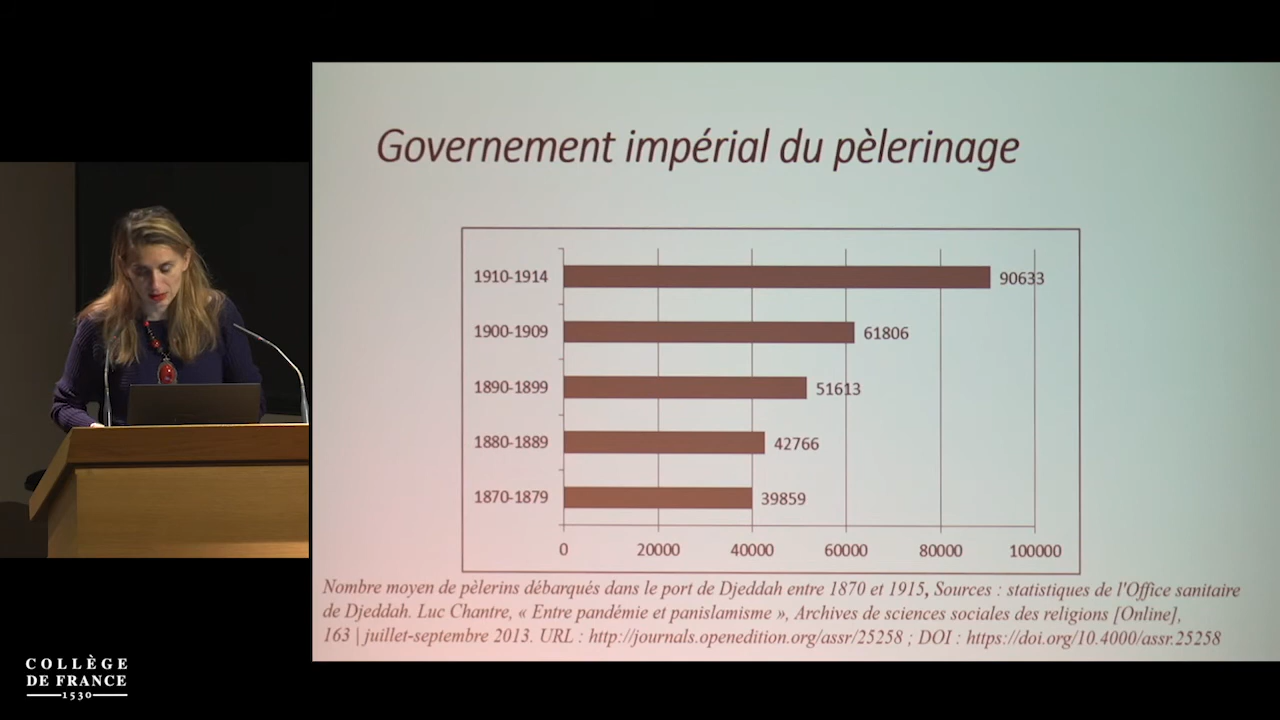 Governement impérial du pèlerinage
1910-1914
90633
1900-1909
61806
1890-1899
51613
1880-1889
42766
1870-1879
39859
0 20000 40000 60000 80000 100000
Nombre moyen de pèlerins débarqués dans le port de Djeddah entre 1870 et 1915, Sources : statistiques de l'Office sanitaire
de Djeddah. Luc Chantre, « Entre pandémie et panislamisme », Archives de sciences sociales des religions [Online],
163 | juillet-septembre 2013. URL : http://journals.openedition.org/assr/25258 ; DOI : https://doi.org/10.4000/assr.25258
COLLÈGE
DE FRANCE
1530